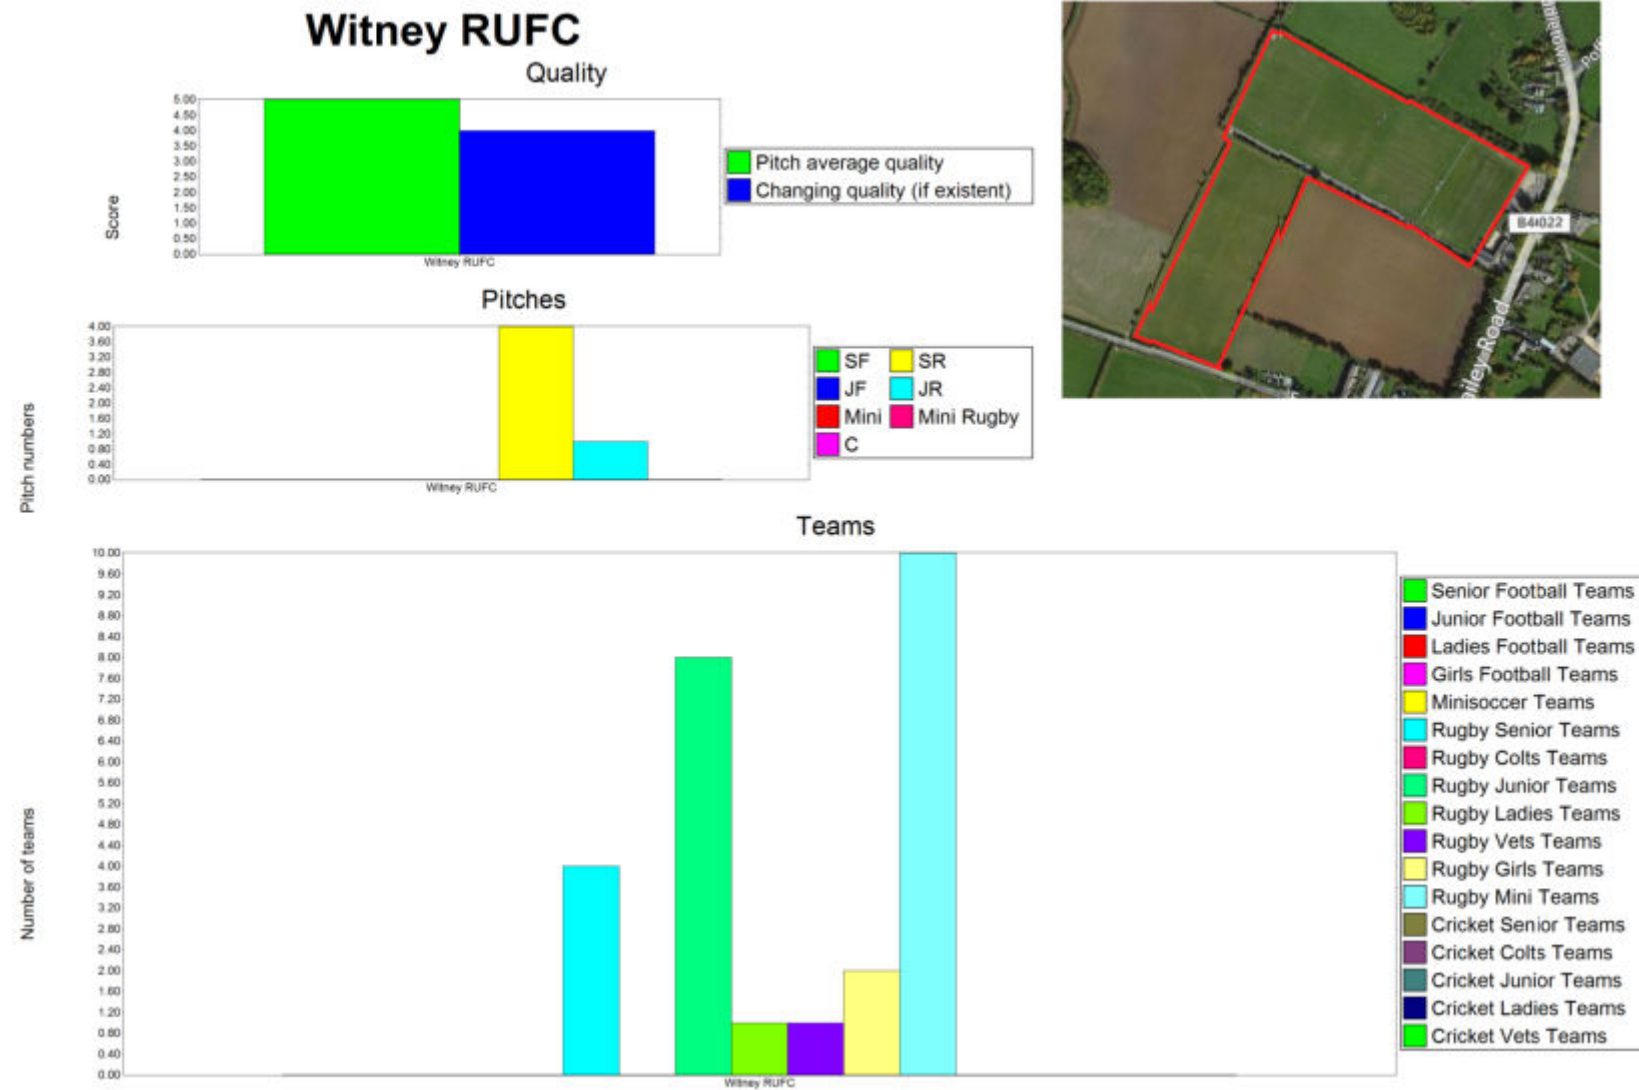 Witney RUFC
Quality
5.00
4.50
4.00
3.50
3.00
2.50
2.00
1.50
1.00
0.50
0.00
Score
Witney RUFC
Pitch average quality
Changing quality (if existent)
B4022
ailey Road
Pitches
4.00
3.60
3.20
2.80
2.40
2.00
1.60
1.20
0.80
0.40
0.00
Pitch numbers
Witney RUFC
SF SR
JF JR
Mini Mini Rugby
C
Teams
10.00
9.60
9.20
8.80
8.40
8.00
7.60
7.20
6.80
6.40
6.00
5.60
5.20
4.80
4.40
4.00
3.60
3.20
2.80
2.40
2.00
1.60
1.20
0.80
0.40
0.00
Number of teams
Witney RUFC
Senior Football Teams
Junior Football Teams
Ladies Football Teams
Girls Football Teams
Minisoccer Teams
Rugby Senior Teams
Rugby Colts Teams
Rugby Junior Teams
Rugby Ladies Teams
Rugby Vets Teams
Rugby Girls Teams
Rugby Mini Teams
Cricket Senior Teams
Cricket Colts Teams
Cricket Junior Teams
Cricket Ladies Teams
Cricket Vets Teams